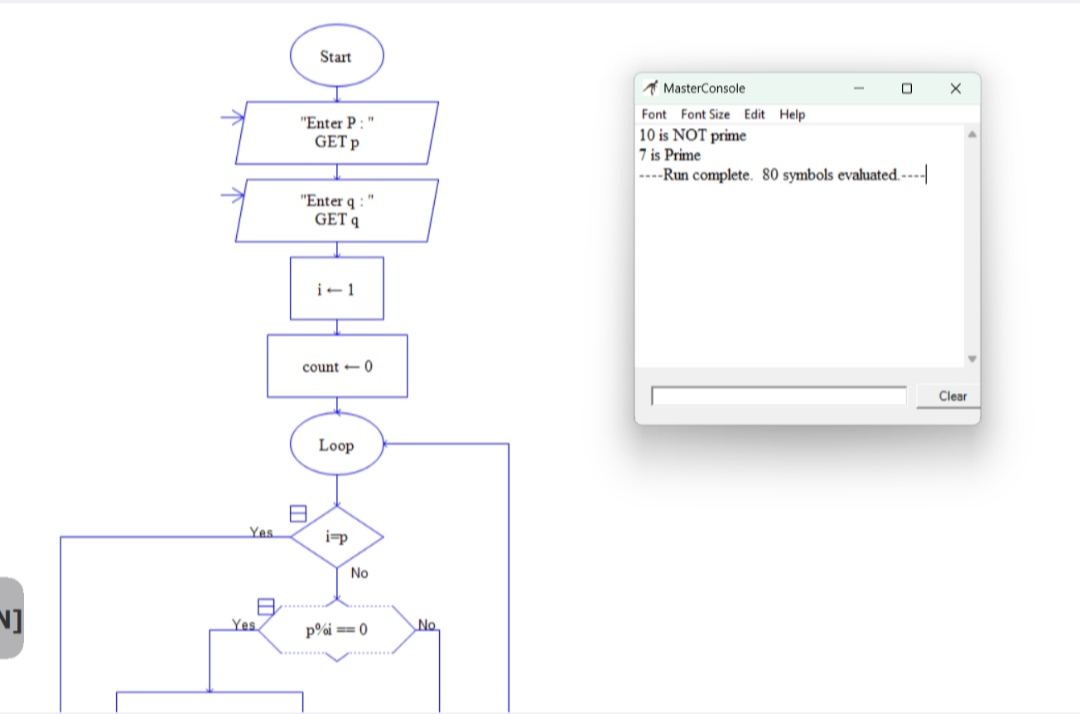 Start
"Enter P : "
GET p
"Enter q : "
GET q
i ← 1
count ← 0
Loop
Yes
i=p
No
Yes
p%i == 0
No
N]
MasterConsole
Font Font Size Edit Help
10 is NOT prime
7 is Prime
----Run complete. 80 symbols evaluated.----
Clear